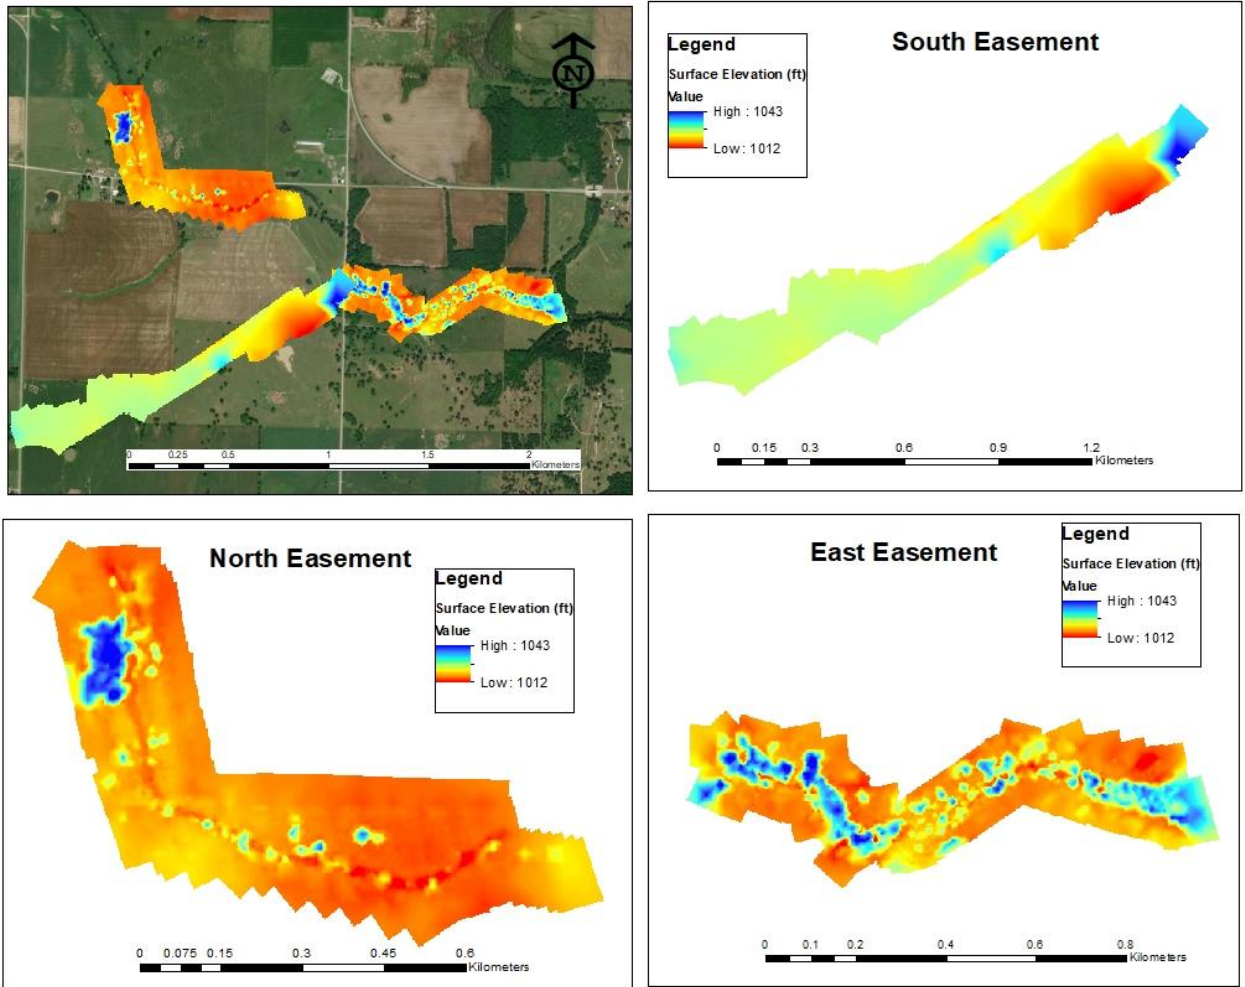 N
0 0.25 0.5 1 1.5 2
Kilometers
South Easement
Legend
Surface Elevation (ft)
Value
High : 1043
Low : 1012
0 0.15 0.3 0.6 0.9 1.2
Kilometers
North Easement
Legend
Surface Elevation (ft)
Value
High : 1043
Low : 1012
0 0.075 0.15 0.3 0.45 0.6
Kilometers
East Easement
Legend
Surface Elevation (ft)
Value
High : 1043
Low : 1012
0 0.1 0.2 0.4 0.6 0.8
Kilometers